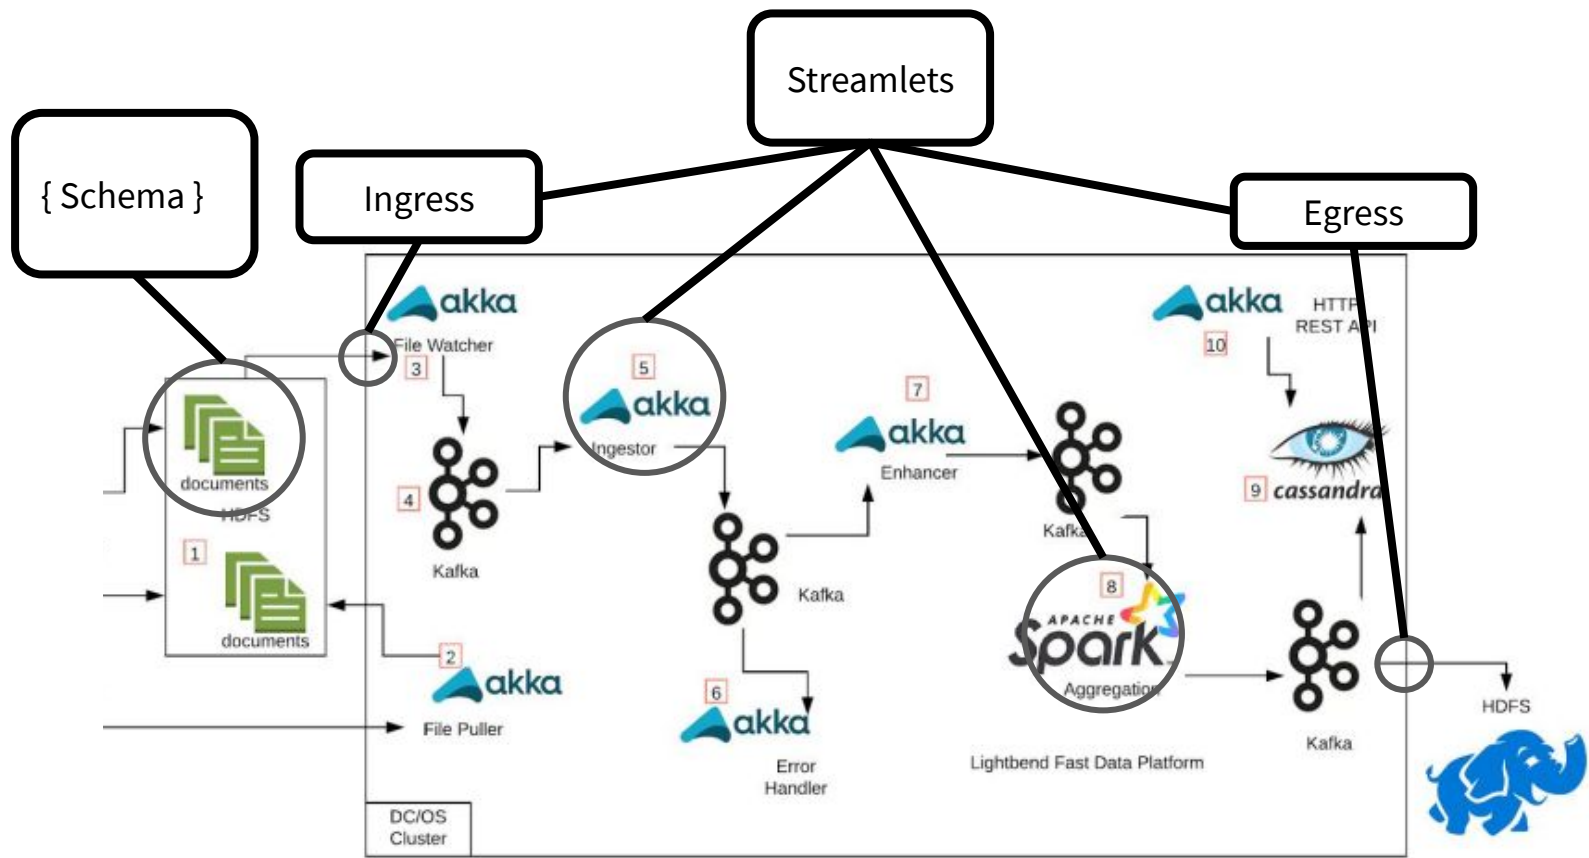 Streamlets
{ Schema }
Ingress
Egress
akka
File Watcher
3
akka
10
HTTP
REST API
5
akka
Ingestor
7
akka
Enhancer
documents
HDFS
1
documents
4
Kafka
Kafka
Kafka
9
cassandra
8
APACHE
Spark
Aggregation
2
akka
File Puller
6
akka
Error
Handler
Lightbend Fast Data Platform
Kafka
HDFS
DC/OS
Cluster